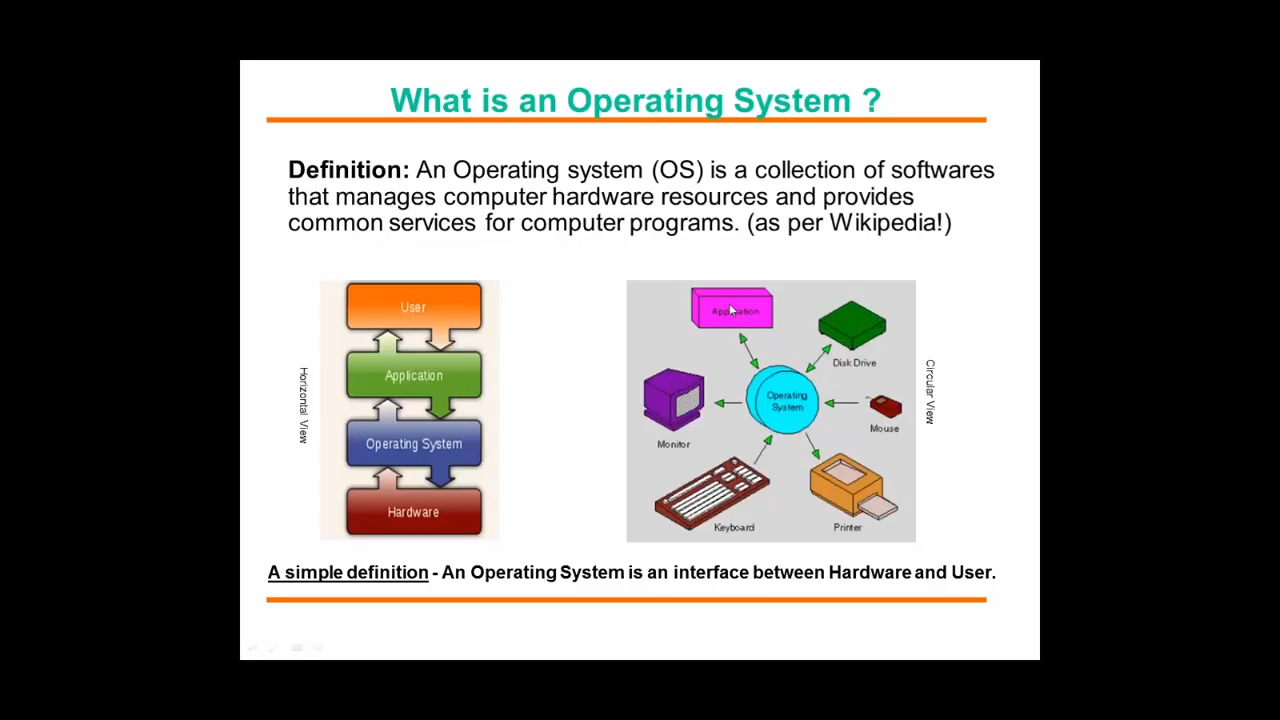 What is an Operating System ?
Definition: An Operating system (OS) is a collection of softwares
that manages computer hardware resources and provides
common services for computer programs. (as per Wikipedia!)
Horizontal View
User
Application
Operating System
Hardware
Application
Disk Drive
Operating
System
Monitor
Mouse
Keyboard
Printer
Circular View
A simple definition - An Operating System is an interface between Hardware and User.